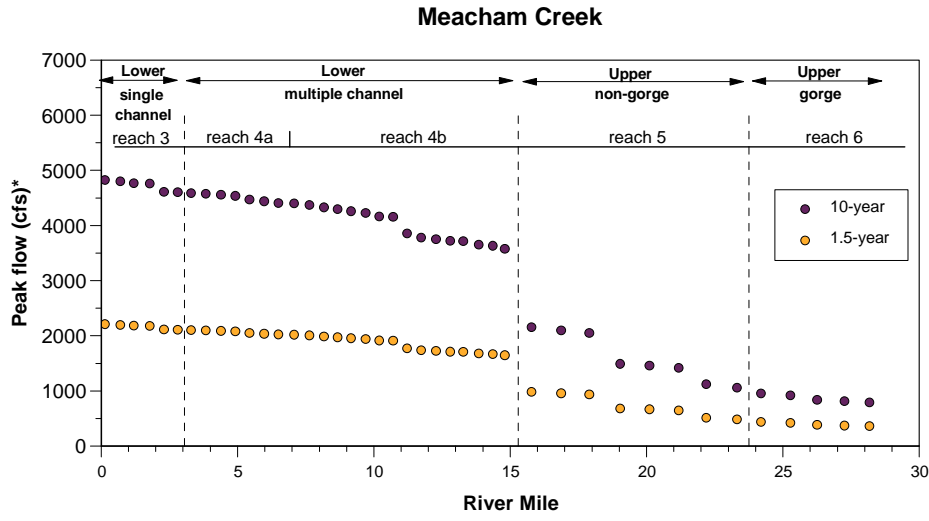 Meacham Creek
7000
6000
5000
4000
3000
2000
1000
0
Peak flow (cfs)*
Lower
single
channel
Lower
multiple channel
Upper
non-gorge
Upper
gorge
reach 3
reach 4a
reach 4b
reach 5
reach 6
10-year
1.5-year
0
5
10
15
20
25
30
River Mile